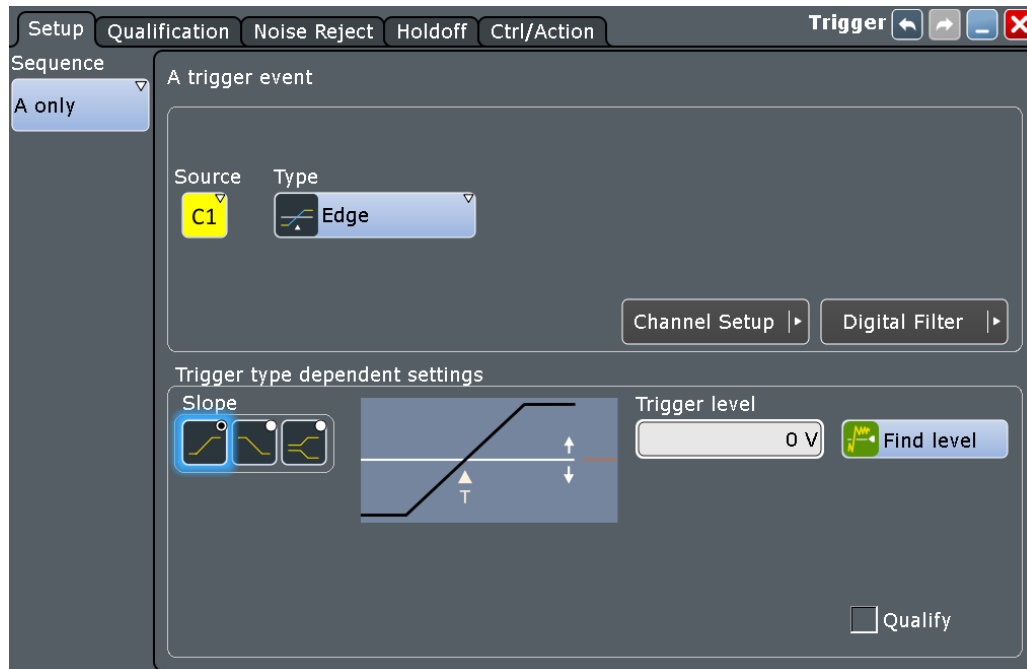 Setup Qualification Noise Reject Holdoff Ctrl/Action Trigger
Sequence
A only
A trigger event
Source Type
C1 Edge
Channel Setup Digital Filter
Trigger type dependent settings
Slope Trigger level
0 V Find level
T
Qualify